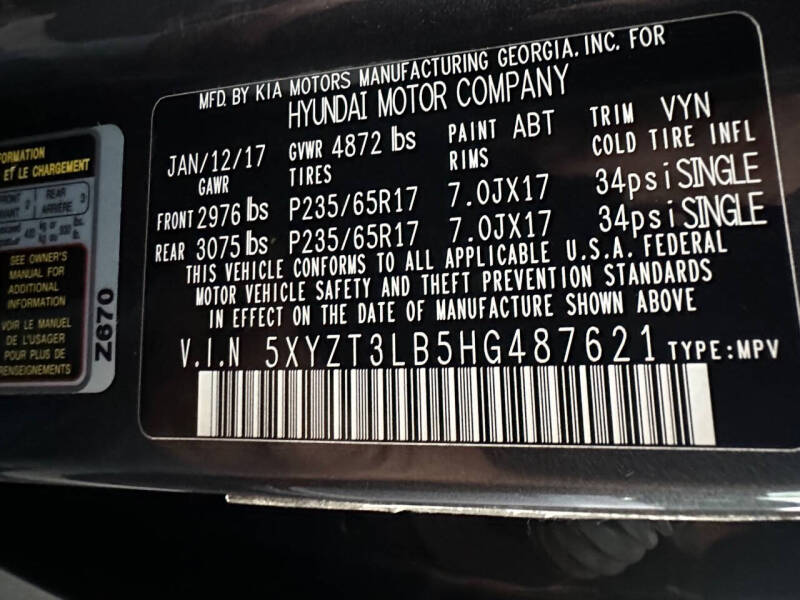 MFD. BY KIA MOTORS MANUFACTURING GEORGIA, INC. FOR
HYUNDAI MOTOR COMPANY
JAN/12/17 GVWR 4872 lbs PAINT ABT TRIM VYN
GAWR TIRES RIMS COLD TIRE INFL
FRONT 2976 lbs P235/65R17 7.0JX17 34psi SINGLE
REAR 3075 lbs P235/65R17 7.0JX17 34psi SINGLE
THIS VEHICLE CONFORMS TO ALL APPLICABLE U.S.A. FEDERAL
MOTOR VEHICLE SAFETY AND THEFT PREVENTION STANDARDS
IN EFFECT ON THE DATE OF MANUFACTURE SHOWN ABOVE
V.I.N 5XYZT3LB5HG487621 TYPE:MPV
ET LE CHARGEMENT
REAR
ARRIÈRE 3
SEE OWNER'S
MANUAL FOR
ADDITIONAL
INFORMATION
VOIR LE MANUEL
DE L'USAGER
POUR PLUS DE
RENSEIGNEMENTS
Z670